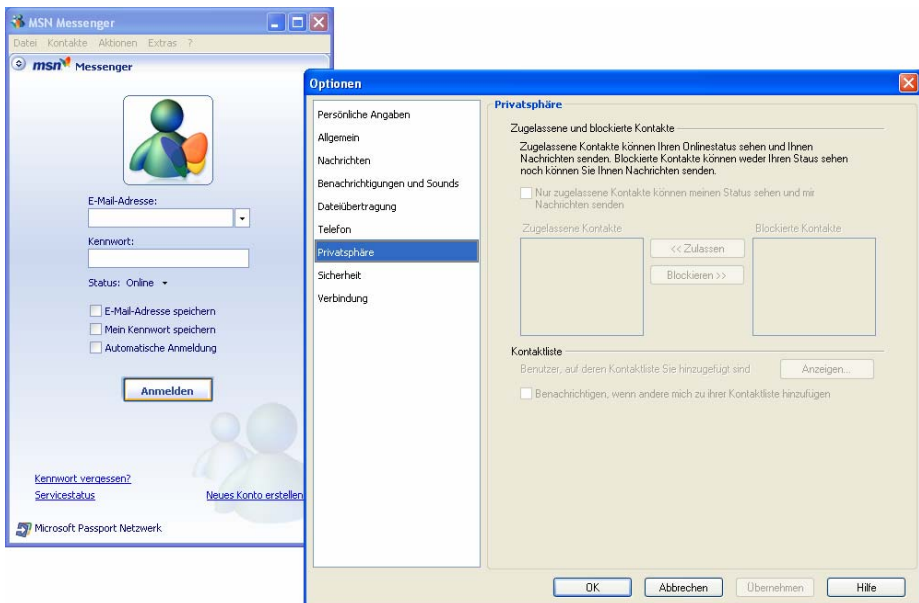 MSN Messenger
Datei Kontakte Aktionen Extras ?
msn Messenger
E-Mail-Adresse:
Kennwort:
Status: Online
E-Mail-Adresse speichern
Mein Kennwort speichern
Automatische Anmeldung
Anmelden
Kennwort vergessen?
Servicestatus
Neues Konto erstellen
Microsoft Passport Netzwerk
Optionen
Persönliche Angaben
Allgemein
Nachrichten
Benachrichtigungen und Sounds
Dateiübertragung
Telefon
Privatsphäre
Sicherheit
Verbindung
Privatsphäre
Zugelassene und blockierte Kontakte
Zugelassene Kontakte können Ihren Onlinestatus sehen und Ihnen
Nachrichten senden. Blockierte Kontakte können weder Ihren Staus sehen
noch können Sie Ihnen Nachrichten senden.
Nur zugelassene Kontakte können meinen Status sehen und mir
Nachrichten senden
Zugelassene Kontakte
Blockierte Kontakte
<< Zulassen
Blockieren >>
Kontaktliste
Benutzer, auf deren Kontaktliste Sie hinzugefügt sind
Anzeigen...
Benachrichtigen, wenn andere mich zu ihrer Kontaktliste hinzufügen
OK
Abbrechen
Übernehmen
Hilfe